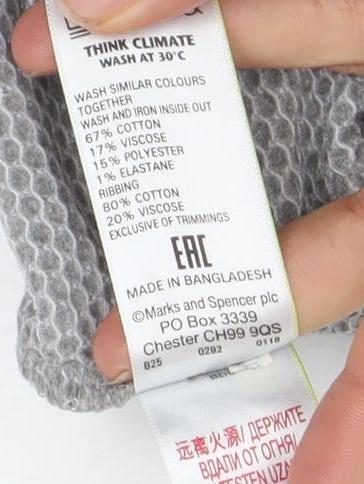 THINK CLIMATE
WASH AT 30°C
WASH SIMILAR COLOURS
TOGETHER
WASH AND IRON INSIDE OUT
67% COTTON
17% VISCOSE
15% POLYESTER
1% ELASTANE
RIBBING
80% COTTON
20% VISCOSE
EXCLUSIVE OF TRIMMINGS
EAC
MADE IN BANGLADESH
©Marks and Spencer plc
PO Box 3339
Chester CH99 9QS
825 0292 0118
远离火源/ ДЕРЖИТЕ
ВДАЛИ ОТ ОГНЯ/